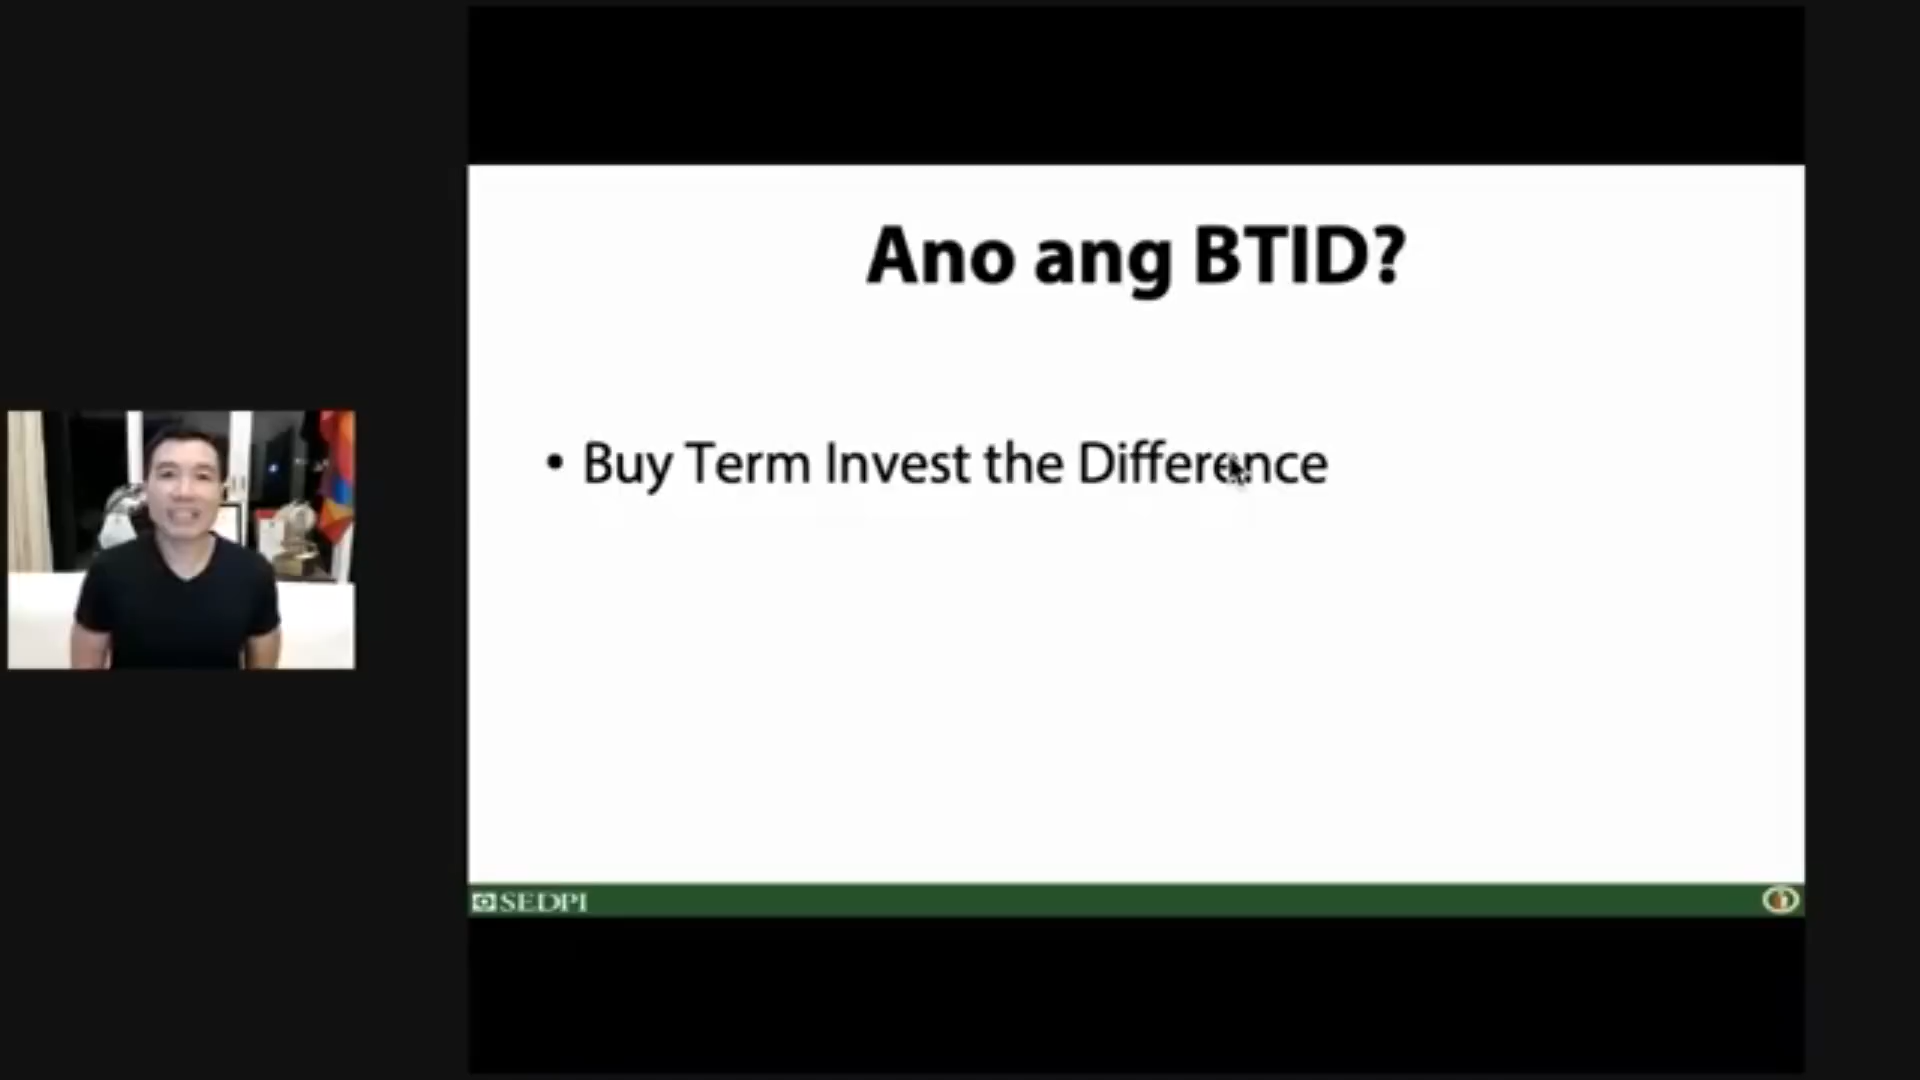 Ano ang BTID?
• Buy Term Invest the Difference
SEDPI